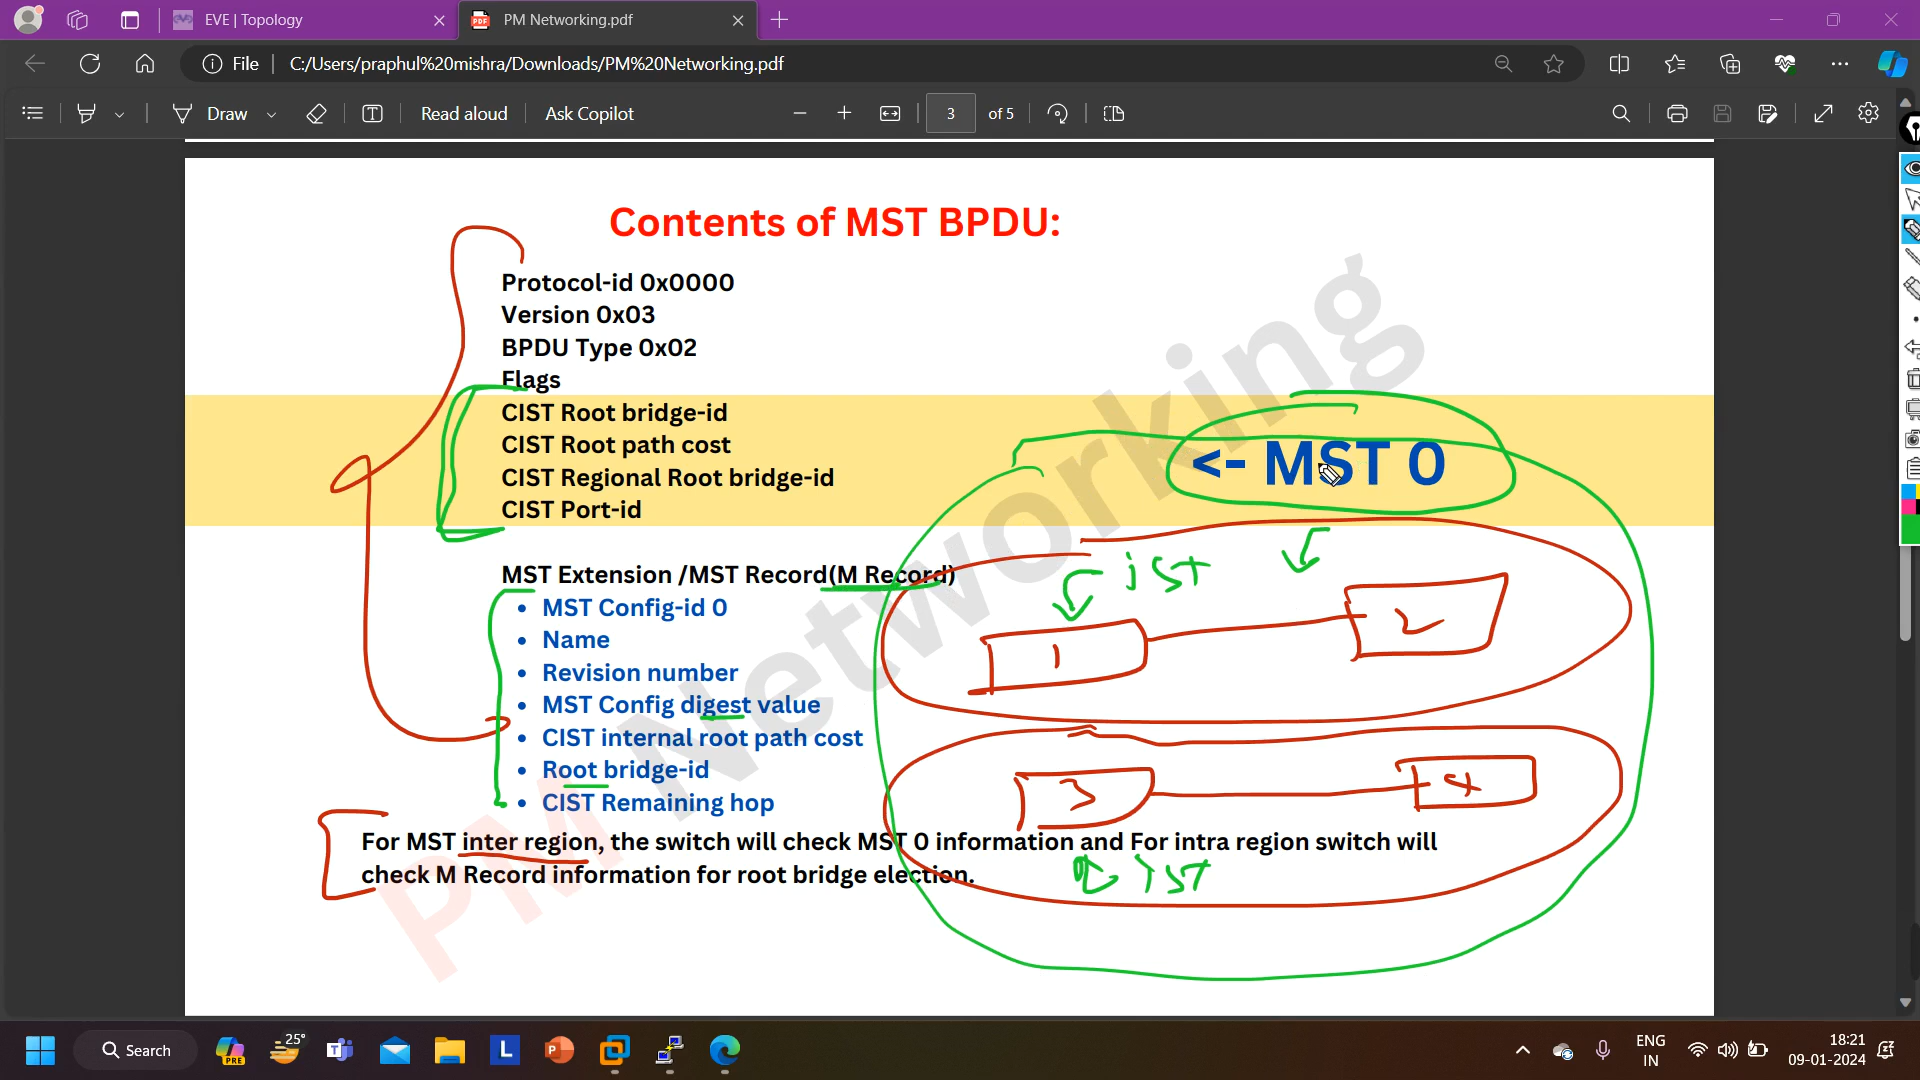 EVE | Topology
PM Networking.pdf
File
C:/Users/praphul%20mishra/Downloads/PM%20Networking.pdf
Draw
Read aloud
Ask Copilot
3
of 5
Contents of MST BPDU:
Protocol-id 0x0000
Version 0x03
BPDU Type 0x02
Flags
CIST Root bridge-id
CIST Root path cost
CIST Regional Root bridge-id
CIST Port-id
<- MST 0
MST Extension /MST Record(M Record)
• MST Config-id 0
• Name
• Revision number
• MST Config digest value
• CIST internal root path cost
• Root bridge-id
• CIST Remaining hop
For MST inter region, the switch will check MST 0 information and For intra region switch will
check M Record information for root bridge election.
PM Networking
iST
1
2
3
4
IST
PRE
25°
Search
ENG
IN
18:21
09-01-2024